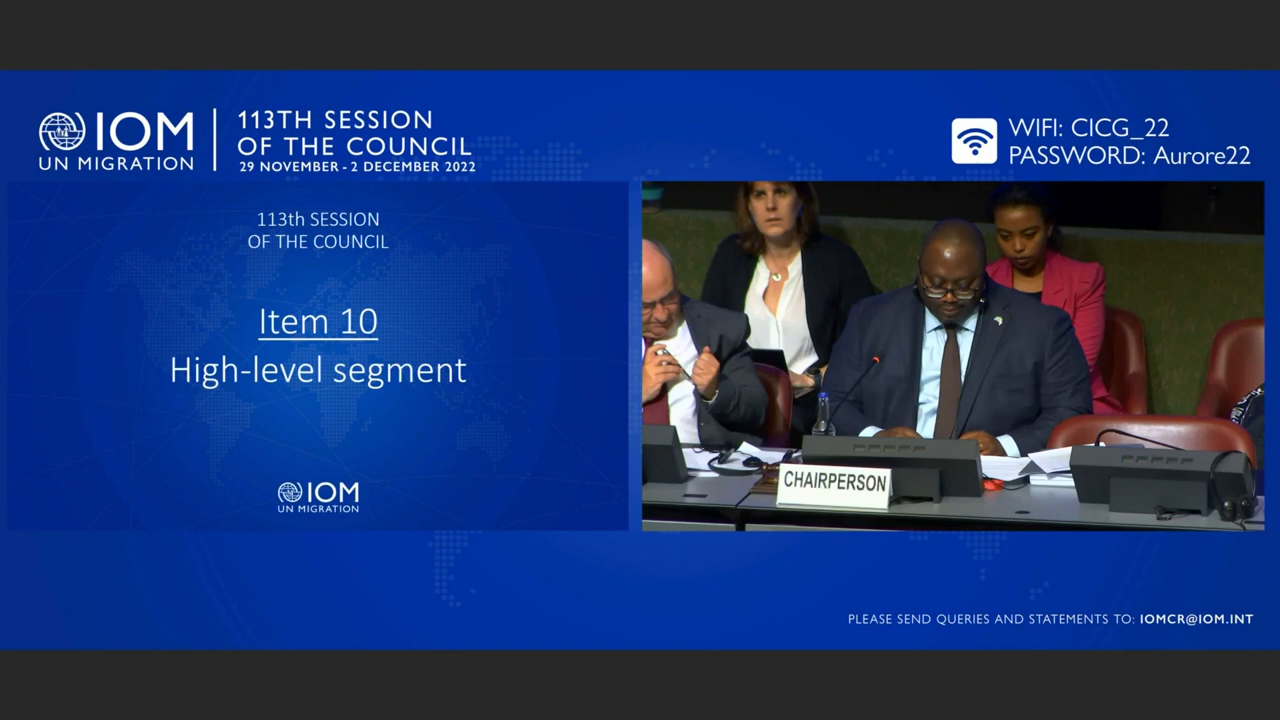 IOM
UN MIGRATION
113TH SESSION
OF THE COUNCIL
29 NOVEMBER - 2 DECEMBER 2022
WIFI: CICG_22
PASSWORD: Aurore22
113th SESSION
OF THE COUNCIL
Item 10
High-level segment
IOM
UN MIGRATION
CHAIRPERSON
PLEASE SEND QUERIES AND STATEMENTS TO: IOMCR@IOM.INT